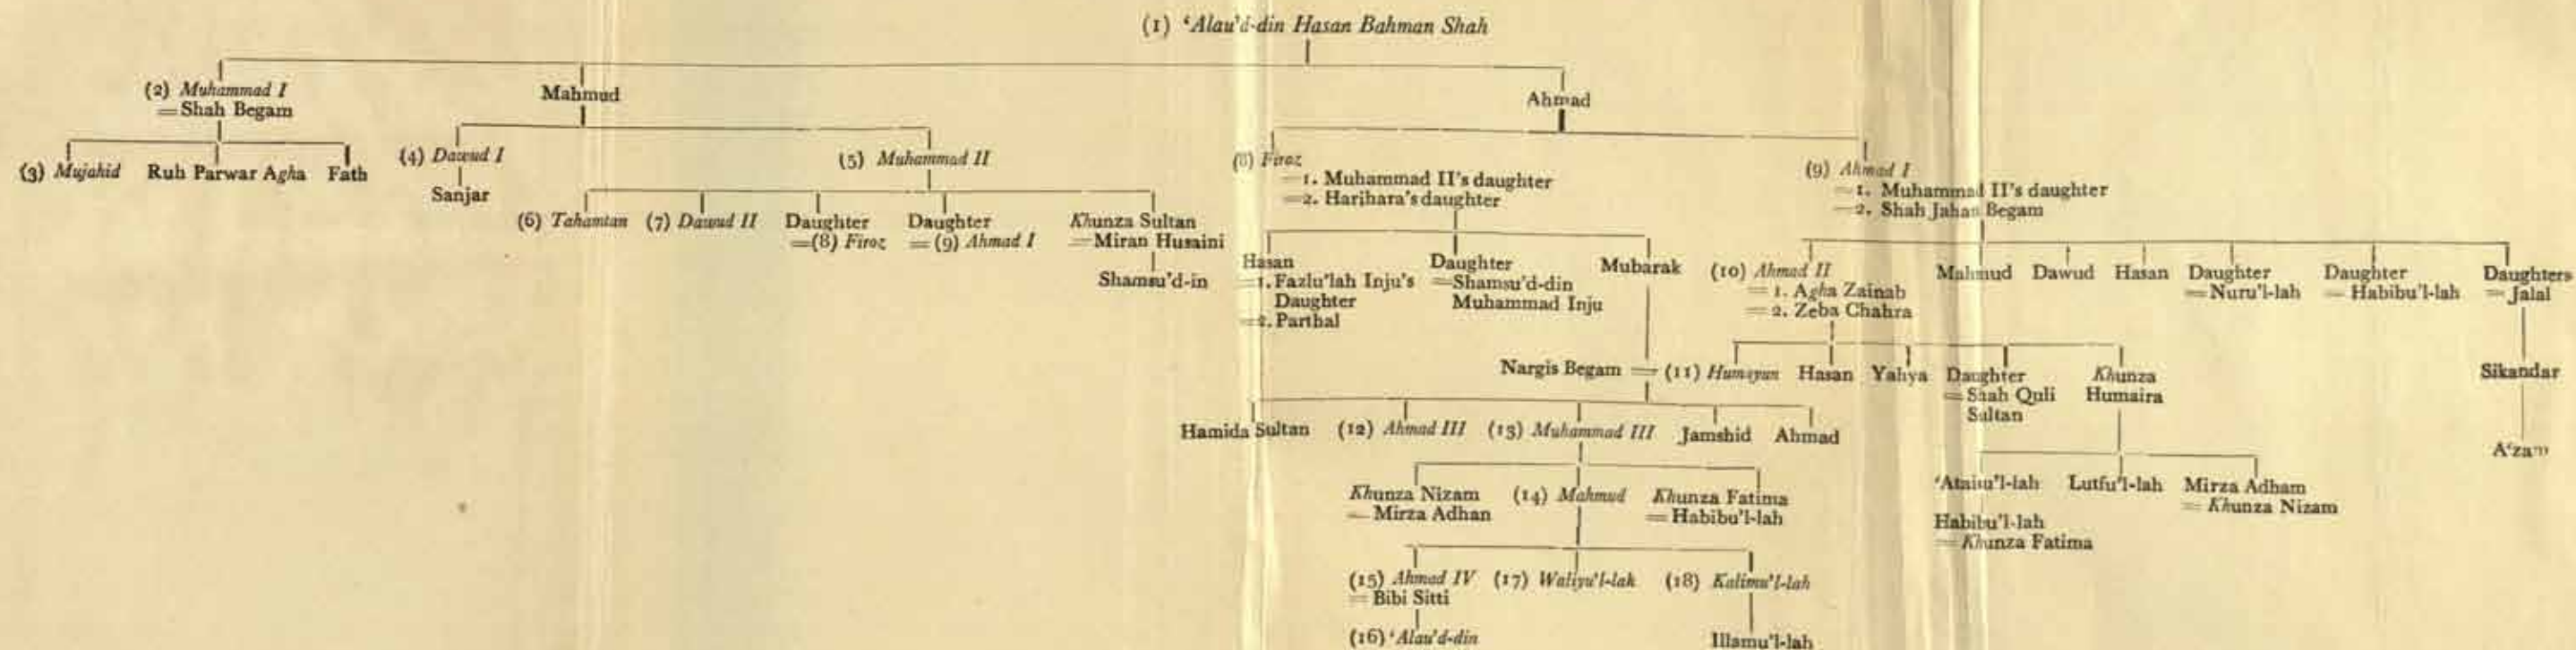 (1) 'Alau'd-din Hasan Bahman Shah
(2) Muhammad I
=Shah Begam
Mahmud
Ahmad
(3) Mujahid
Ruh Parwar Agha
Fath
(4) Dawud I
Sanjar
(5) Muhammad II
(8) Firoz
=1. Muhammad II's daughter
=2. Harihara's daughter
(9) Ahmad I
=1. Muhammad II's daughter
=2. Shah Jahan Begam
(6) Tahamtan
(7) Dawud II
Daughter
=(8) Firoz
Daughter
=(9) Ahmad I
Khunza Sultan
=Miran Husaini
Shamsu'd-in
Hasan
=1. Fazlu'lah Inju's
Daughter
=2. Parthal
Daughter
=Shamsu'd-din
Muhammad Inju
Mubarak
(10) Ahmad II
=1. Agha Zainab
=2. Zeba Chahra
Mahmud
Dawud
Hasan
Daughter
=Nuru'l-lah
Daughter
=Habibu'l-lah
Daughters
=Jalal
Nargis Begam = (11) Humayun
Hasan
Yahya
Daughter
=Shah Quli
Sultan
Khunza
Humaira
Sikandar
A'zam
Hamida Sultan
(12) Ahmad III
(13) Muhammad III
Jamshid
Ahmad
Khunza Nizam
=Mirza Adhan
(14) Mahmud
Khunza Fatima
=Habibu'l-lah
Lutfu'l-lah
Mirza Adham
=Khunza Nizam
Habibu'l-lah
=Khunza Fatima
(15) Ahmad IV
=Bibi Sitti
(17) Waliyu'l-lah
(18) Kalimu'l-lah
(16) 'Alau'd-din
Illamu'l-lah